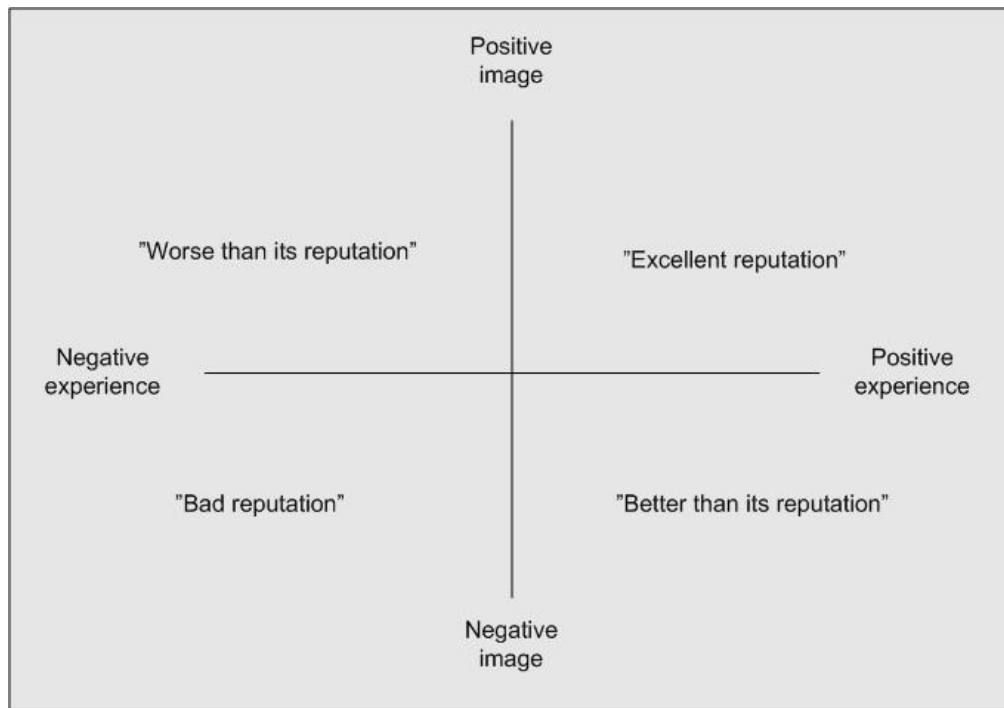 Positive
image
”Worse than its reputation”
”Excellent reputation”
Negative
experience
Positive
experience
”Bad reputation”
”Better than its reputation”
Negative
image